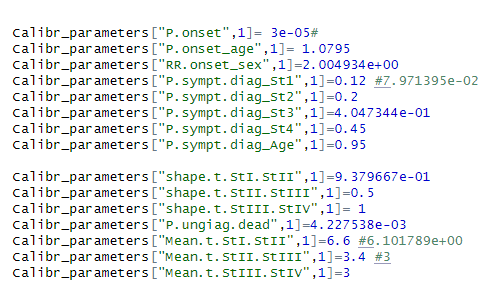 Calibr_parameters["P.onset",1]= 3e-05#
Calibr_parameters["P.onset_age",1]= 1.0795
Calibr_parameters["RR.onset_sex",1]=2.004934e+00
Calibr_parameters["P.sympt.diag_St1",1]=0.12 #7.971395e-02
Calibr_parameters["P.sympt.diag_St2",1]=0.2
Calibr_parameters["P.sympt.diag_St3",1]=4.047344e-01
Calibr_parameters["P.sympt.diag_St4",1]=0.45
Calibr_parameters["P.sympt.diag_Age",1]=0.95
Calibr_parameters["shape.t.StI.StII",1]=9.379667e-01
Calibr_parameters["shape.t.StII.StIII",1]=0.5
Calibr_parameters["shape.t.StIII.StIV",1]= 1
Calibr_parameters["P.ungiag.dead",1]=4.227538e-03
Calibr_parameters["Mean.t.StI.StII",1]=6.6 #6.101789e+00
Calibr_parameters["Mean.t.StII.StIII",1]=3.4 #3
Calibr_parameters["Mean.t.StIII.StIV",1]=3